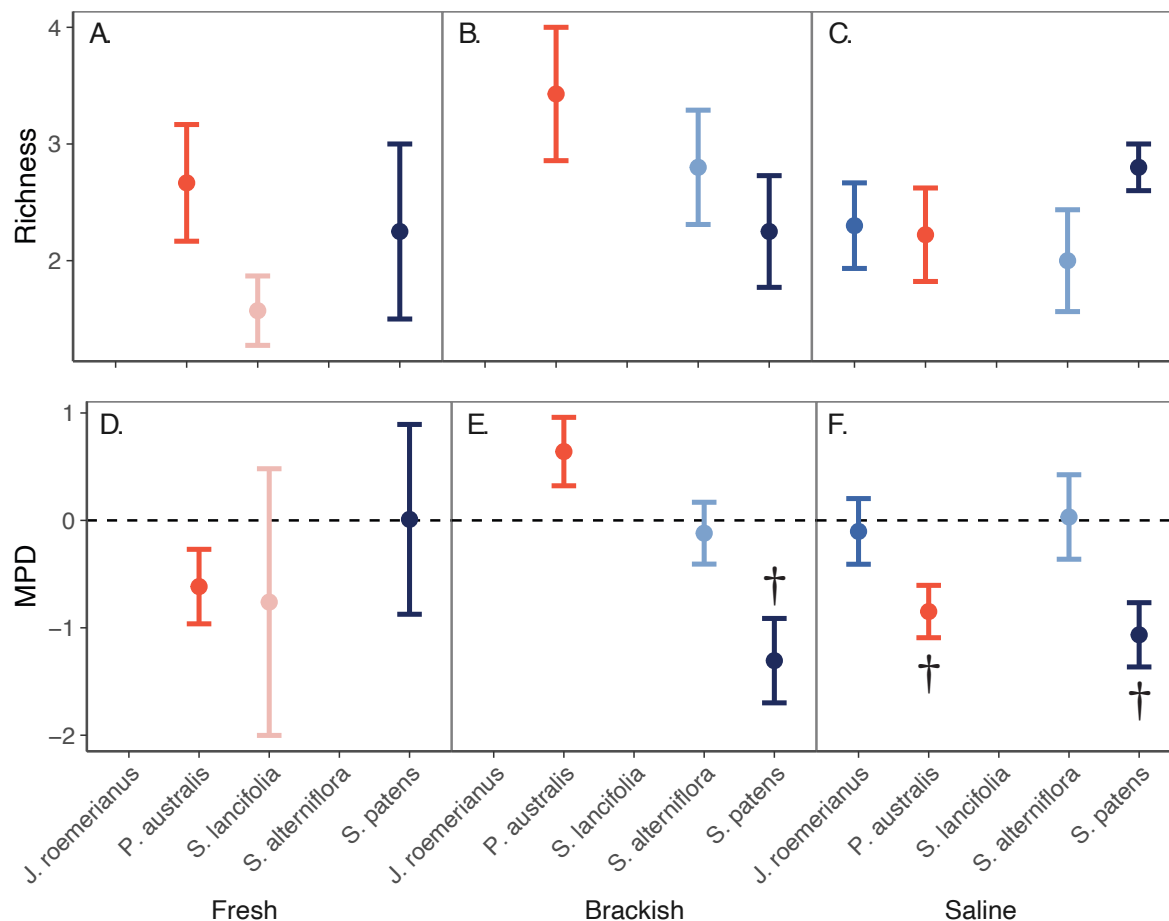 A.
B.
C.
4
3
2
Richness
D.
E.
F.
1
0
-1
-2
MPD
†
†
†
J. roemerianus
P. australis
S. lancifolia
S. alterniflora
S. patens
J. roemerianus
P. australis
S. lancifolia
S. alterniflora
S. patens
J. roemerianus
P. australis
S. lancifolia
S. alterniflora
S. patens
Fresh
Brackish
Saline